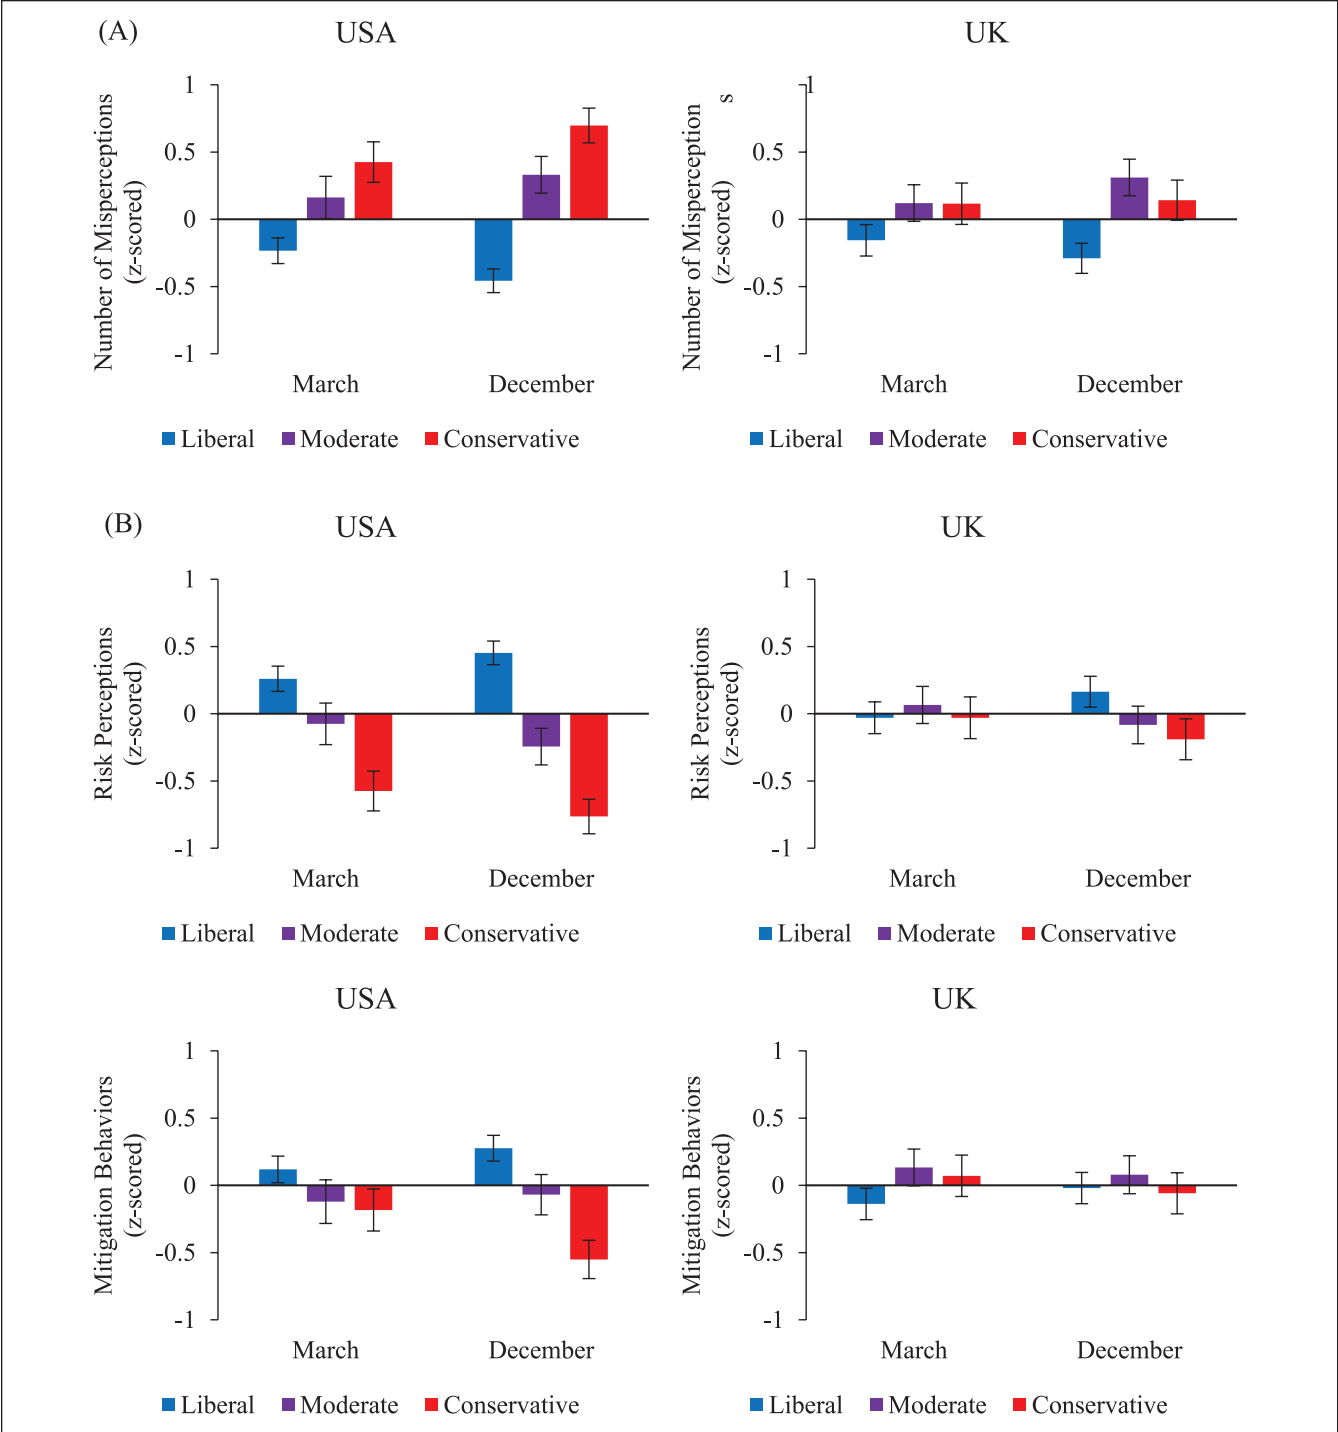 (A)
USA
Number of Misperceptions
(z-scored)
1
0.5
0
-0.5
-1
March
December
Liberal
Moderate
Conservative
UK
Number of Misperception
s
(z-scored)
1
0.5
0
-0.5
-1
March
December
Liberal
Moderate
Conservative
(B)
USA
Risk Perceptions
(z-scored)
1
0.5
0
-0.5
-1
March
December
Liberal
Moderate
Conservative
UK
Risk Perceptions
(z-scored)
1
0.5
0
-0.5
-1
March
December
Liberal
Moderate
Conservative
USA
Mitigation Behaviors
(z-scored)
1
0.5
0
-0.5
-1
March
December
Liberal
Moderate
Conservative
UK
Mitigation Behaviors
(z-scored)
1
0.5
0
-0.5
-1
March
December
Liberal
Moderate
Conservative